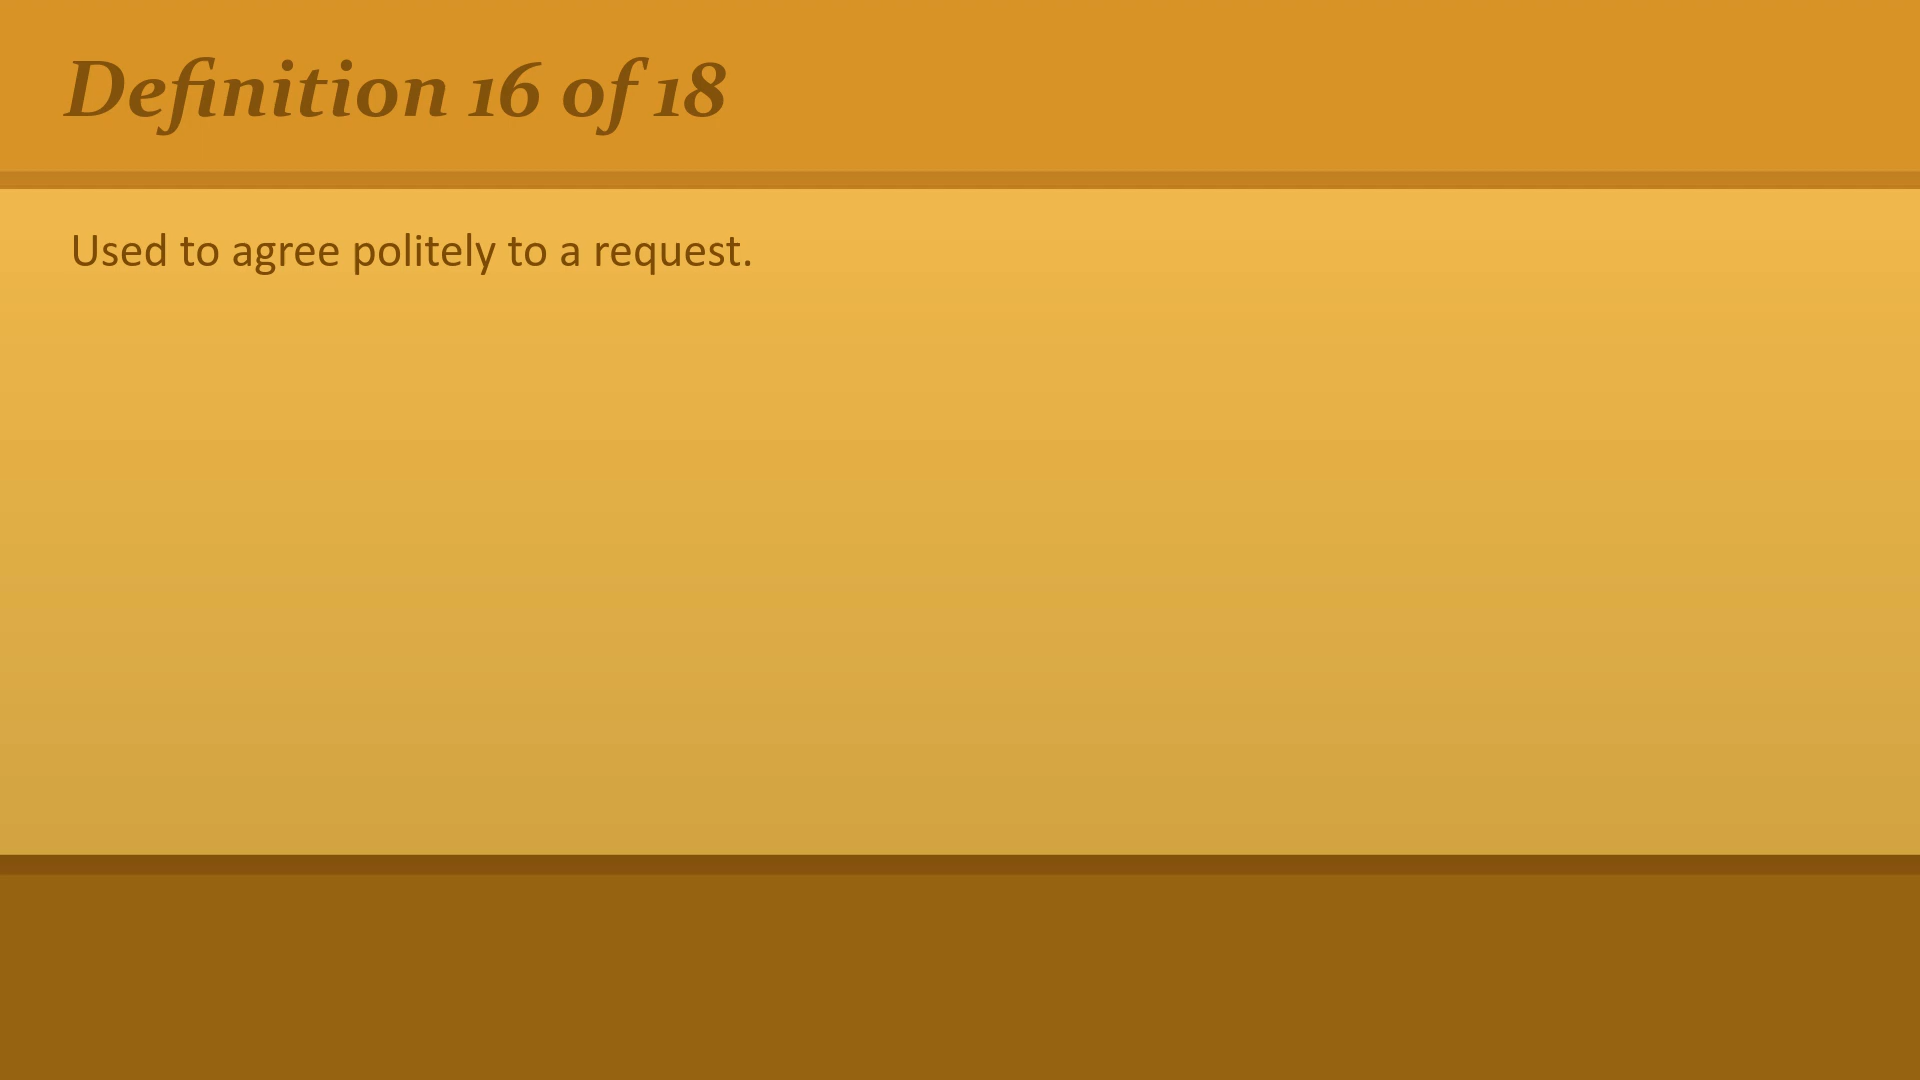 Definition 16 of 18
Used to agree politely to a request.